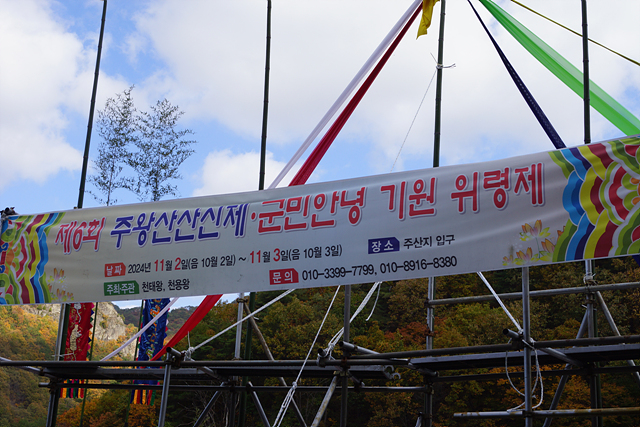 제6회 주왕산산신제·군민안녕 기원 위령제
날짜 2024년 11월 2일(음 10월 2일) ~ 11월 3일(음 10월 3일) 장소 주산지 입구
주최주관 천태왕, 천용왕 문의 010-3399-7799, 010-8916-8380